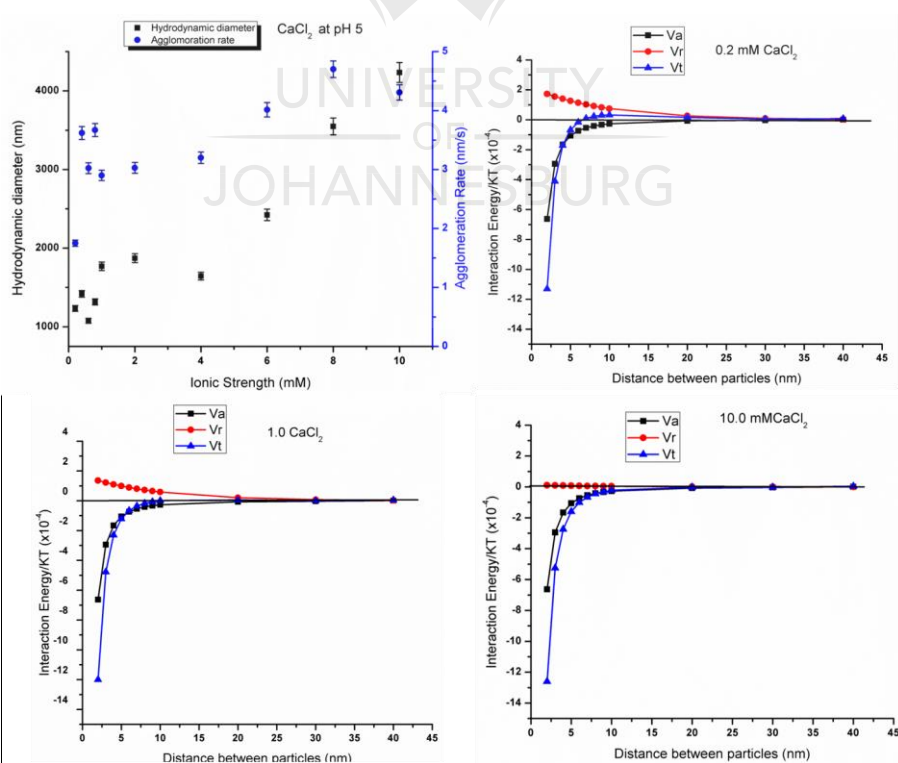 Hydrodynamic diameter
Agglomoration rate
CaCl₂ at pH 5
Hydrodynamic diameter (nm)
4000
3000
2000
1000
5
4
3
2
1
0
Agglomeration Rate (nm/s)
0 2 4 6 8 10
Ionic Strength (mM)
Va
Vr
Vt
0.2 mM CaCl₂
Interaction Energy/KT (x10⁻⁴)
4
2
0
-2
-4
-6
-8
-10
-12
-14
0 5 10 15 20 25 30 35 40 45
Distance between particles (nm)
UNIVERSITY
OF
JOHANNESBURG
Va
Vr
Vt
1.0 CaCl₂
Interaction Energy/KT (x10⁻⁴)
4
2
0
-2
-4
-6
-8
-10
-12
-14
0 5 10 15 20 25 30 35 40 45
Distance between particles (nm)
Va
Vr
Vt
10.0 mMCaCl₂
Interaction Energy/KT (x10⁻⁴)
4
2
0
-2
-4
-6
-8
-10
-12
-14
0 5 10 15 20 25 30 35 40 45
Distance between particles (nm)